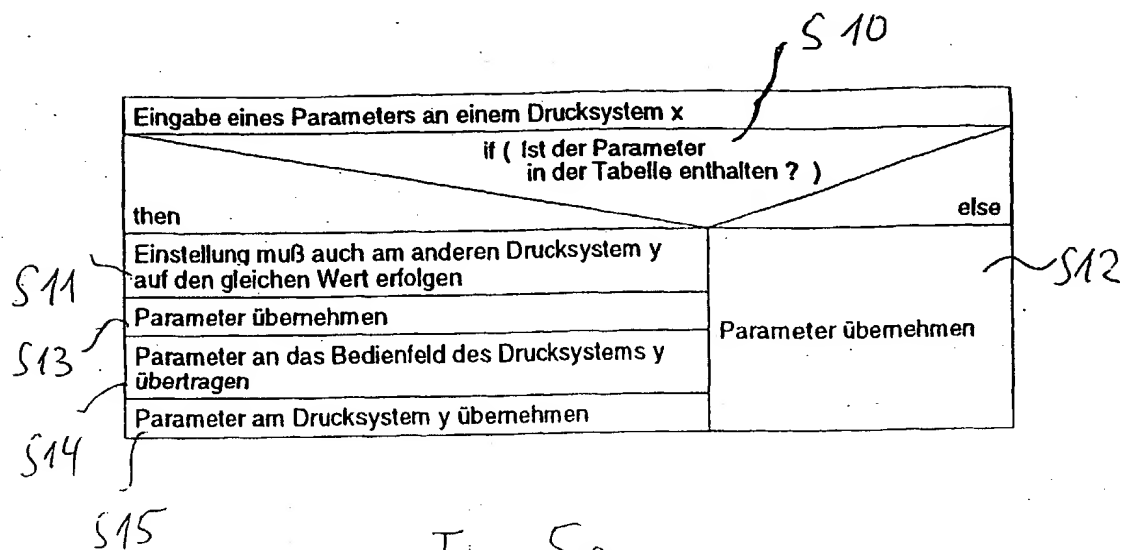 S 10
Eingabe eines Parameters an einem Drucksystem x
if ( Ist der Parameter
in der Tabelle enthalten ? )
then
else
Einstellung muß auch am anderen Drucksystem y
auf den gleichen Wert erfolgen
S11
S12
Parameter übernehmen
Parameter übernehmen
S13
Parameter an das Bedienfeld des Drucksystems y
übertragen
Parameter am Drucksystem y übernehmen
S14
S15